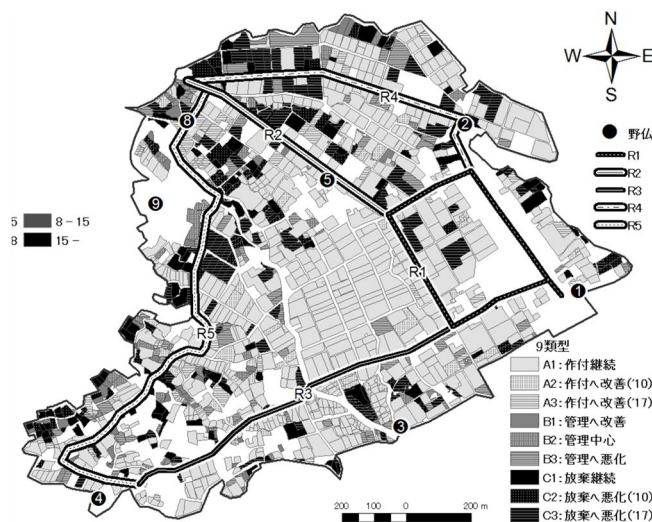 N
W E
S
野仏
R1
R2
R3
R4
R5
R4
②
⑧
R2
⑤
⑨
5 8-15
8 15-
R1
①
R5
9類型
A1:作付継続
A2:作付へ改善('10)
A3:作付へ改善('17)
B1:管理へ改善
B2:管理中心
B3:管理へ悪化
C1:放棄継続
C2:放棄へ悪化('10)
C3:放棄へ悪化('17)
R3
③
④
200 100 0 200 m